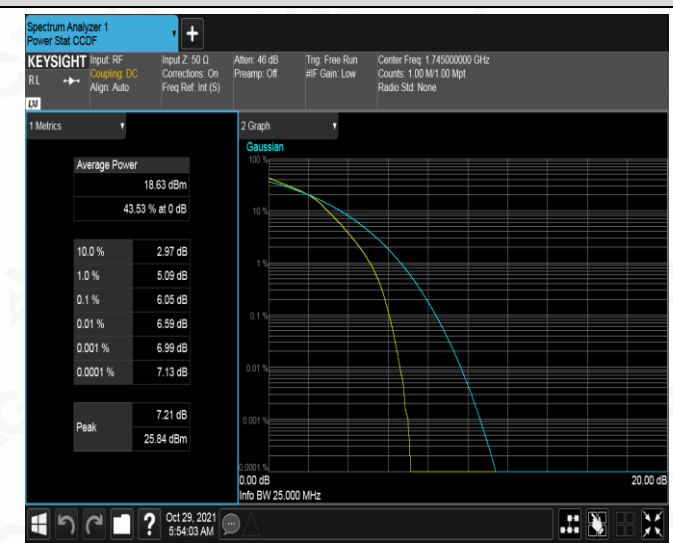 Spectrum Analyzer 1
Power Stat CCDF
KEYSIGHT
RL
LXI
Input: RF
Coupling: DC
Align: Auto
Input Z: 50 Ω
Corrections: On
Freq Ref: Int (S)
Atten: 46 dB
Preamp: Off
Trig: Free Run
#IF Gain: Low
Center Freq: 1.745000000 GHz
Counts: 1.00 M/1.00 Mpt
Radio Std: None
1 Metrics
Average Power
18.63 dBm
43.53 % at 0 dB
10.0 % 2.97 dB
1.0 % 5.09 dB
0.1 % 6.05 dB
0.01 % 6.59 dB
0.001 % 6.99 dB
0.0001 % 7.13 dB
Peak
7.21 dB
25.84 dBm
2 Graph
Gaussian
100 %
10 %
1 %
0.1 %
0.01 %
0.001 %
0.0001 %
0.00 dB 20.00 dB
Info BW 25.000 MHz
?
Oct 29, 2021
5:54:03 AM